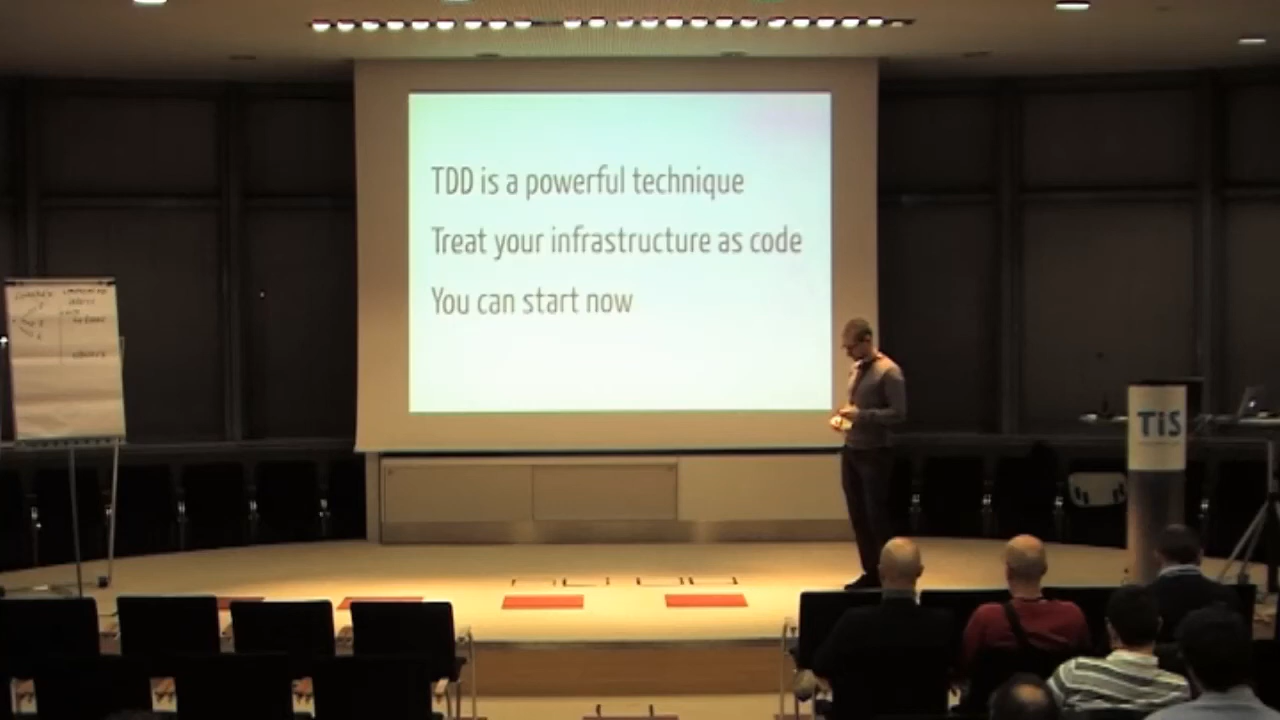 TDD is a powerful technique
Treat your infrastructure as code
You can start now
TiS